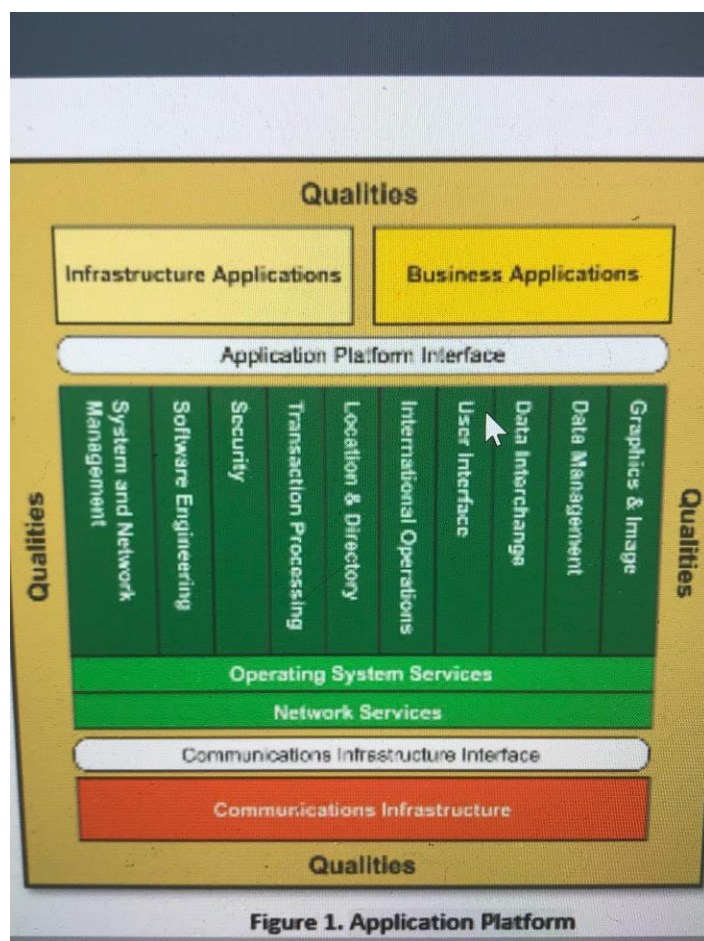 Qualities
Infrastructure Applications
Business Applications
Application Platform Interface
Qualities
System and Network
Management
Software Engineering
Security
Transaction Processing
Location & Directory
International Operations
User Interface
Data Interchange
Data Management
Graphics & Image
Qualities
Operating System Services
Network Services
Communications Infrastructure Interface
Communications Infrastructure
Qualities
Figure 1. Application Platform